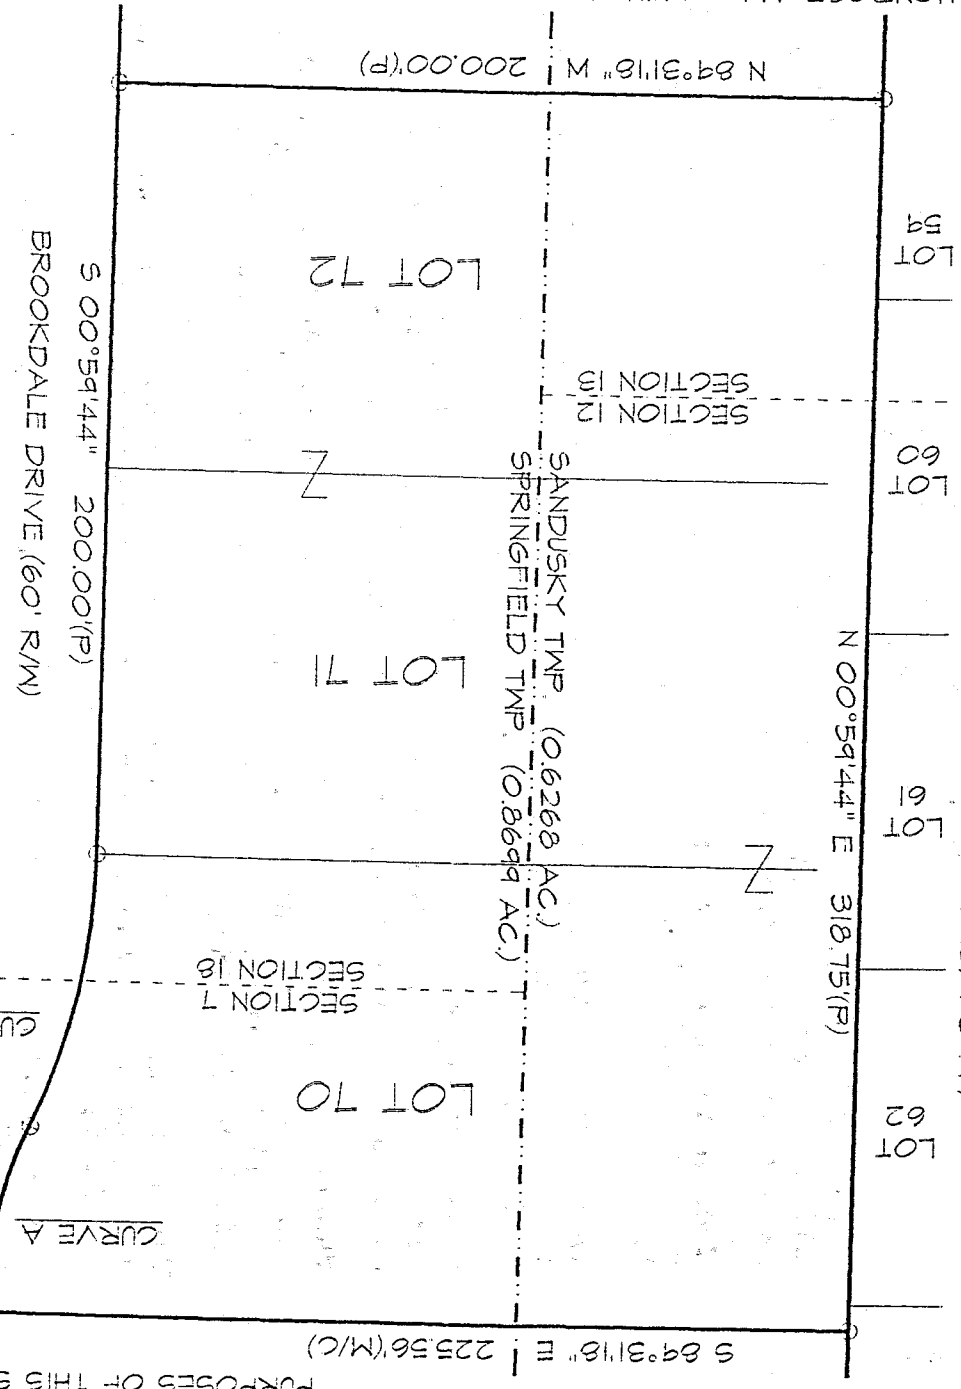 PURPOSES OF THIS S
S 89°31'18" E 225.56'(M/C)
CURVE A
LOT 70
LOT
62
SECTION 7
SECTION 18
N 00°59'44" E 318.75'(P)
LOT
61
LOT 71
SANDUSKY TWP. (0.6268 AC.)
SPRINGFIELD TWP. (0.8699 AC.)
LOT
60
SECTION 12
SECTION 13
LOT 72
LOT
59
S 00°59'44" 200.00'(P)
BROOKDALE DRIVE (60' R/W)
N 89°31'18" W 200.00'(P)